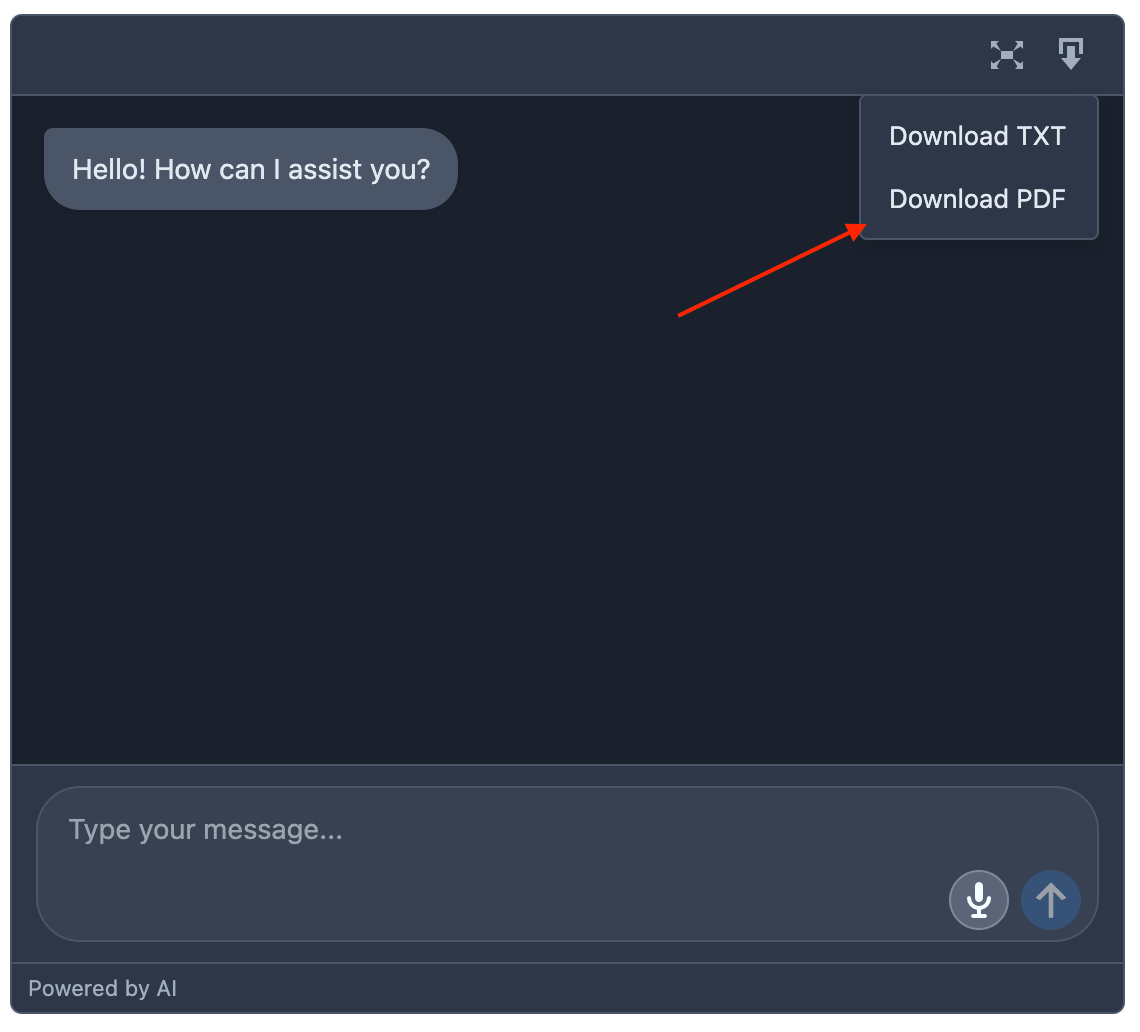 Download TXT
Hello! How can I assist you?
Download PDF
Type your message...
Powered by AI